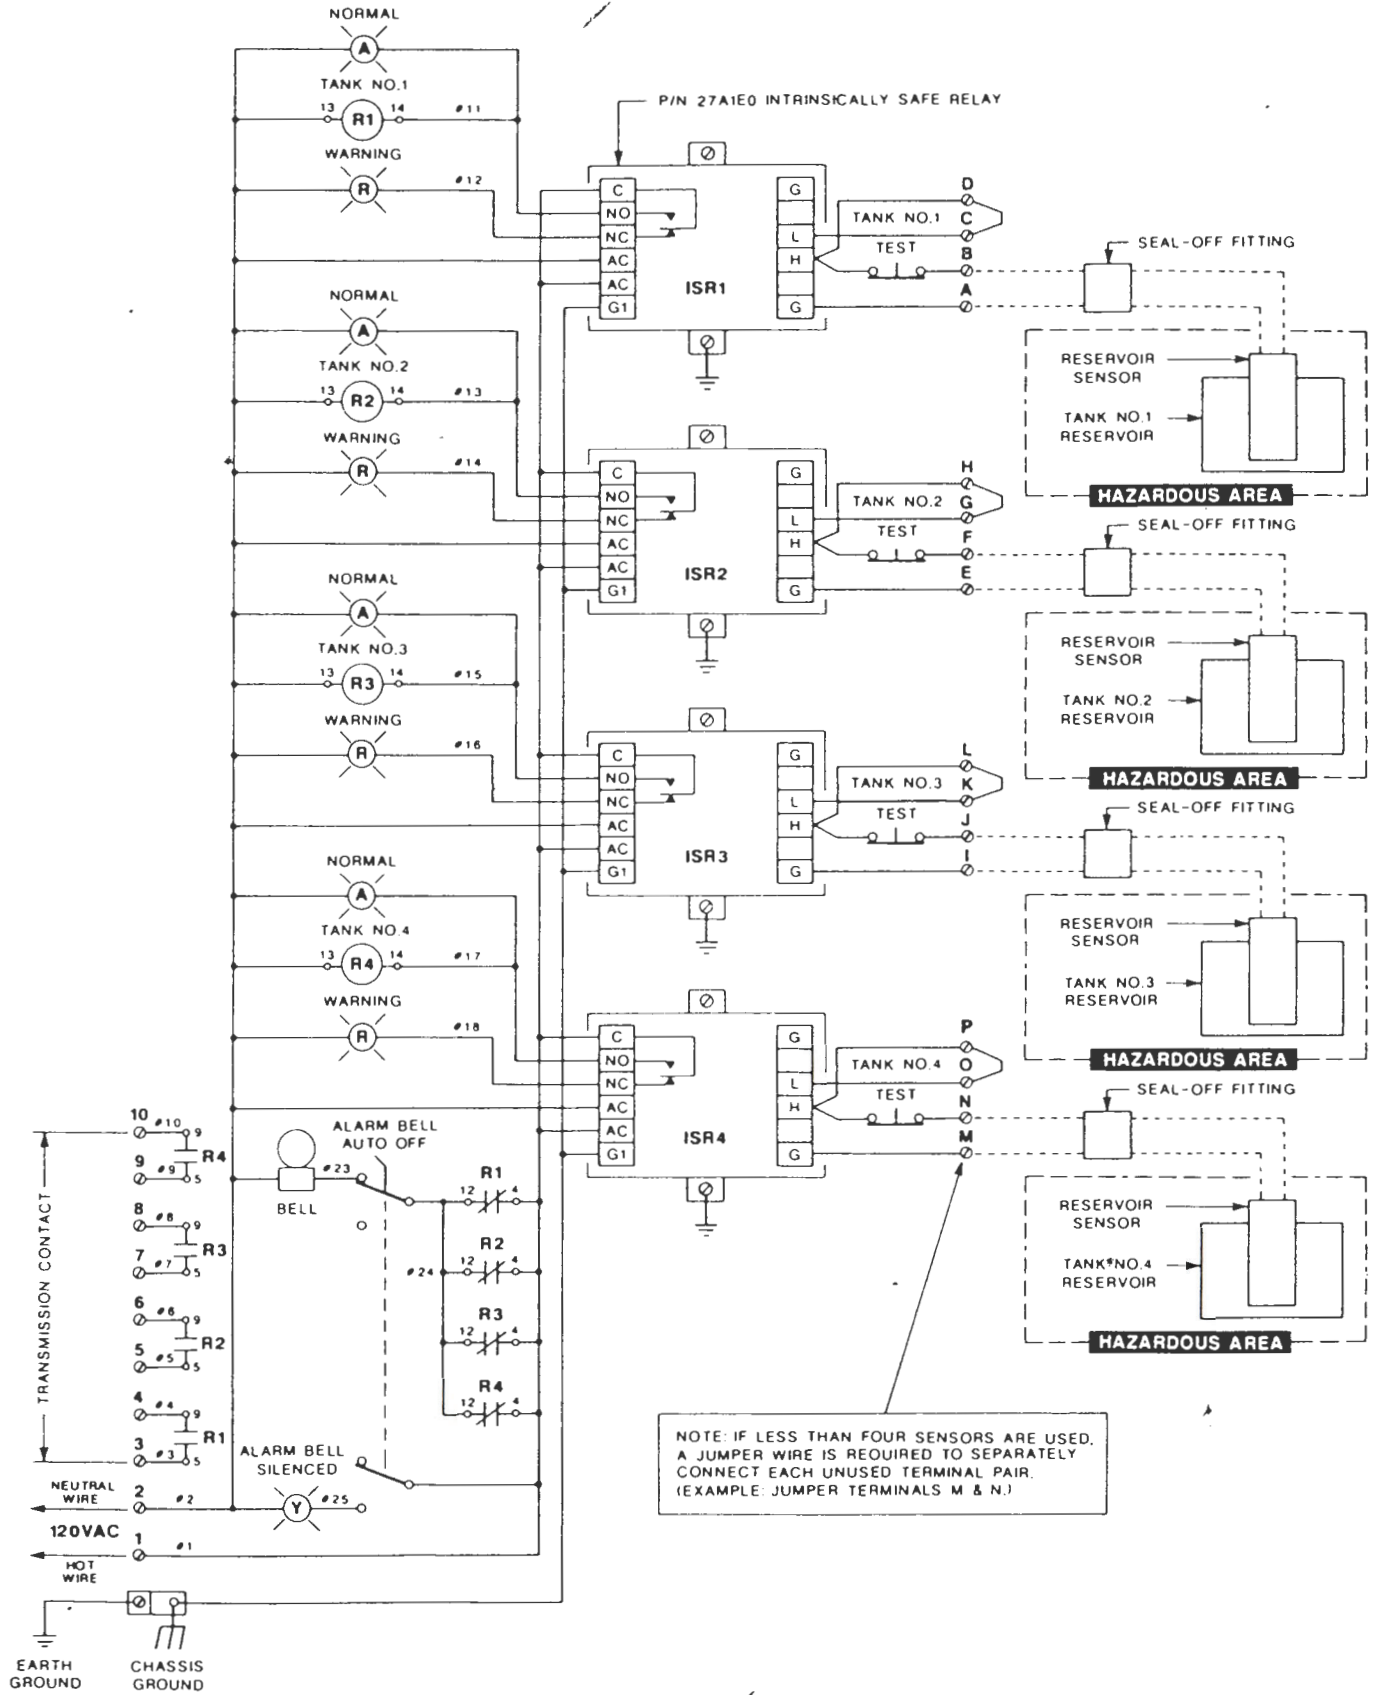 NORMAL
A
TANK NO.1
13 R1 14 #11
WARNING
R #12
P/N 27A1E0 INTRINSICALLY SAFE RELAY
C
NO
NC
AC
AC
G1
ISR1
G
L
H
G
TANK NO.1
TEST
D
C
B
A
SEAL-OFF FITTING
RESERVOIR
SENSOR
TANK NO.1
RESERVOIR
HAZARDOUS AREA
NORMAL
A
TANK NO.2
13 R2 14 #13
WARNING
R #14
C
NO
NC
AC
AC
G1
ISR2
G
L
H
G
TANK NO.2
TEST
H
G
F
E
SEAL-OFF FITTING
RESERVOIR
SENSOR
TANK NO.2
RESERVOIR
HAZARDOUS AREA
NORMAL
A
TANK NO.3
13 R3 14 #15
WARNING
R #16
C
NO
NC
AC
AC
G1
ISR3
G
L
H
G
TANK NO.3
TEST
L
K
J
I
SEAL-OFF FITTING
RESERVOIR
SENSOR
TANK NO.3
RESERVOIR
HAZARDOUS AREA
NORMAL
A
TANK NO.4
13 R4 14 #17
WARNING
R #18
C
NO
NC
AC
AC
G1
ISR4
G
L
H
G
TANK NO.4
TEST
P
O
N
M
SEAL-OFF FITTING
RESERVOIR
SENSOR
TANK NO.4
RESERVOIR
HAZARDOUS AREA
TRANSMISSION CONTACT
10 #10 9
R4
9 #9 5
8 #8 9
R3
7 #7 5
6 #6 9
R2
5 #5 5
4 #4 9
R1
3 #3 5
ALARM BELL
AUTO OFF
#23
BELL
R1
12 4
R2
#24 12 4
R3
12 4
R4
12 4
ALARM BELL
SILENCED
Y #25
NEUTRAL
WIRE
2 #2
120VAC
1 #1
HOT
WIRE
EARTH
GROUND
CHASSIS
GROUND
NOTE: IF LESS THAN FOUR SENSORS ARE USED,
A JUMPER WIRE IS REQUIRED TO SEPARATELY
CONNECT EACH UNUSED TERMINAL PAIR.
(EXAMPLE: JUMPER TERMINALS M & N.)